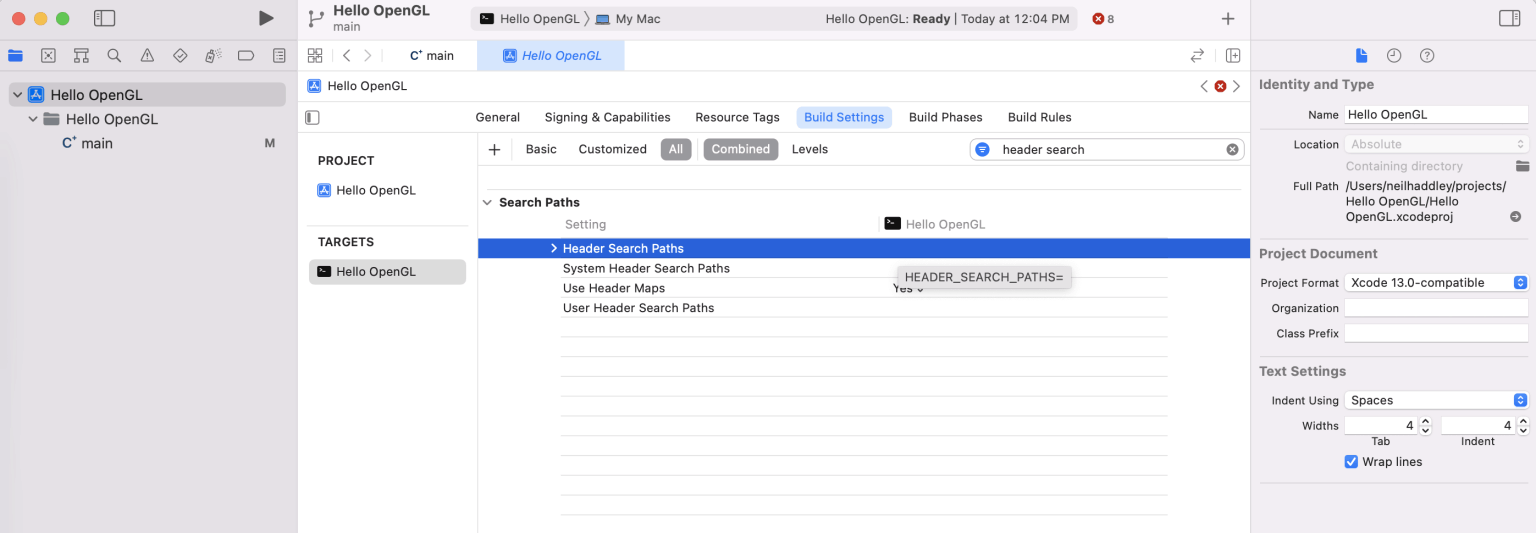 Hello OpenGL
main
Hello OpenGL
My Mac
Hello OpenGL: Ready | Today at 12:04 PM
8
C+ main
Hello OpenGL
Hello OpenGL
Hello OpenGL
Hello OpenGL
C+ main
M
General
Signing & Capabilities
Resource Tags
Build Settings
Build Phases
Build Rules
PROJECT
Hello OpenGL
TARGETS
Hello OpenGL
Basic
Customized
All
Combined
Levels
header search
Search Paths
Setting
Hello OpenGL
Header Search Paths
System Header Search Paths
HEADER_SEARCH_PATHS=
Use Header Maps
Yes
User Header Search Paths
Identity and Type
Name Hello OpenGL
Location Absolute
Containing directory
Full Path /Users/neilhaddley/projects/
Hello OpenGL/Hello
OpenGL.xcodeproj
Project Document
Project Format Xcode 13.0-compatible
Organization
Class Prefix
Text Settings
Indent Using Spaces
Widths 4 4
Tab Indent
Wrap lines